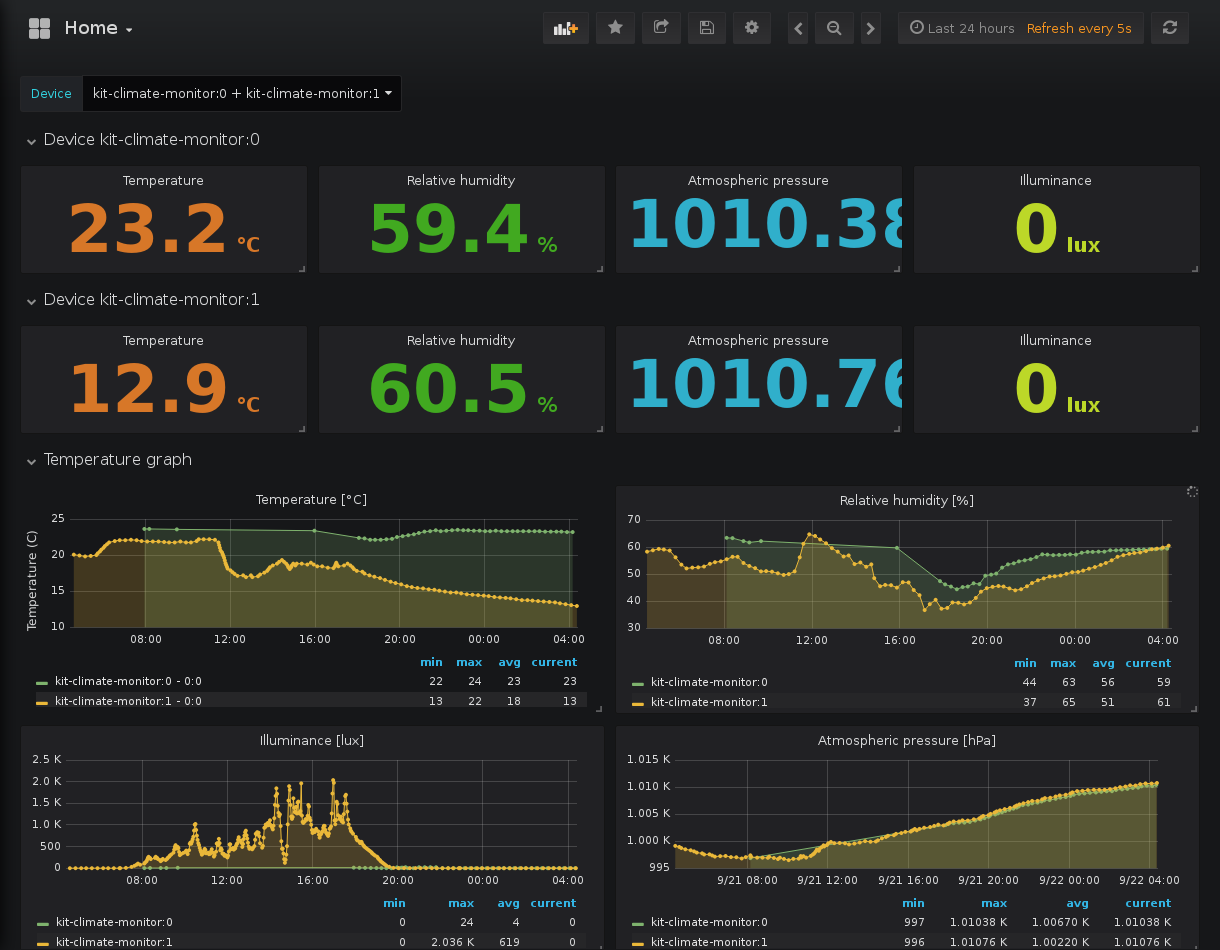 Home
Last 24 hours Refresh every 5s
Device kit-climate-monitor:0 + kit-climate-monitor:1
Device kit-climate-monitor:0
Temperature Relative humidity Atmospheric pressure Illuminance
23.2 °C 59.4 % 1010.38 0 lux
Device kit-climate-monitor:1
Temperature Relative humidity Atmospheric pressure Illuminance
12.9 °C 60.5 % 1010.76 0 lux
Temperature graph
Temperature [°C]
Temperature (C)
25
20
15
10
08:00 12:00 16:00 20:00 00:00 04:00
min max avg current
kit-climate-monitor:0 - 0:0 22 24 23 23
kit-climate-monitor:1 - 0:0 13 22 18 13
Relative humidity [%]
70
60
50
40
30
08:00 12:00 16:00 20:00 00:00 04:00
min max avg current
kit-climate-monitor:0 44 63 56 59
kit-climate-monitor:1 37 65 51 61
Illuminance [lux]
2.5 K
2.0 K
1.5 K
1.0 K
500
0
08:00 12:00 16:00 20:00 00:00 04:00
min max avg current
kit-climate-monitor:0 0 24 4 0
kit-climate-monitor:1 0 2.036 K 619 0
Atmospheric pressure [hPa]
1.015 K
1.010 K
1.005 K
1.000 K
995
9/21 08:00 9/21 12:00 9/21 16:00 9/21 20:00 9/22 00:00 9/22 04:00
min max avg current
kit-climate-monitor:0 997 1.01038 K 1.00670 K 1.01038 K
kit-climate-monitor:1 996 1.01076 K 1.00220 K 1.01076 K